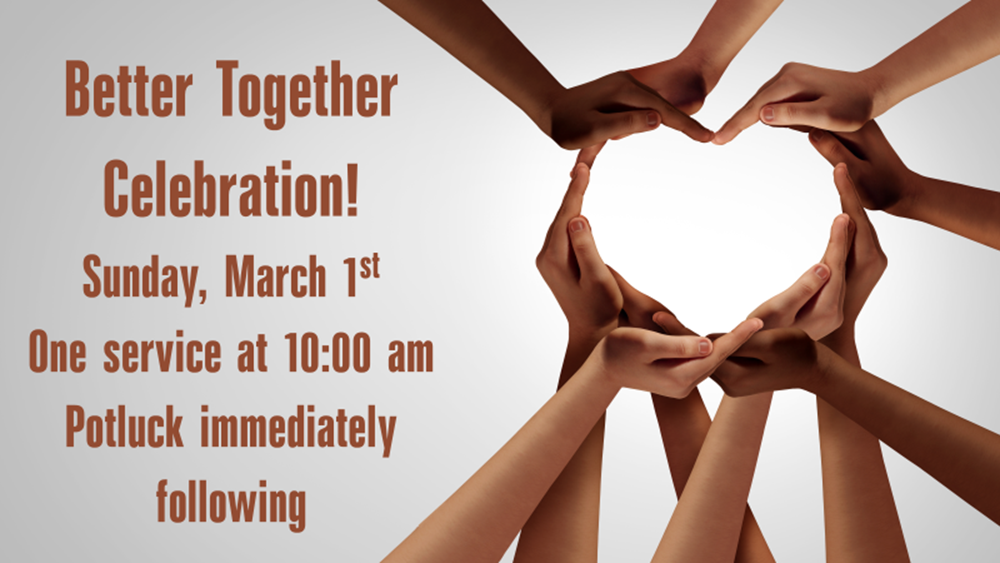 Better Together
Celebration!
Sunday, March 1st
One service at 10:00 am
Potluck immediately
following